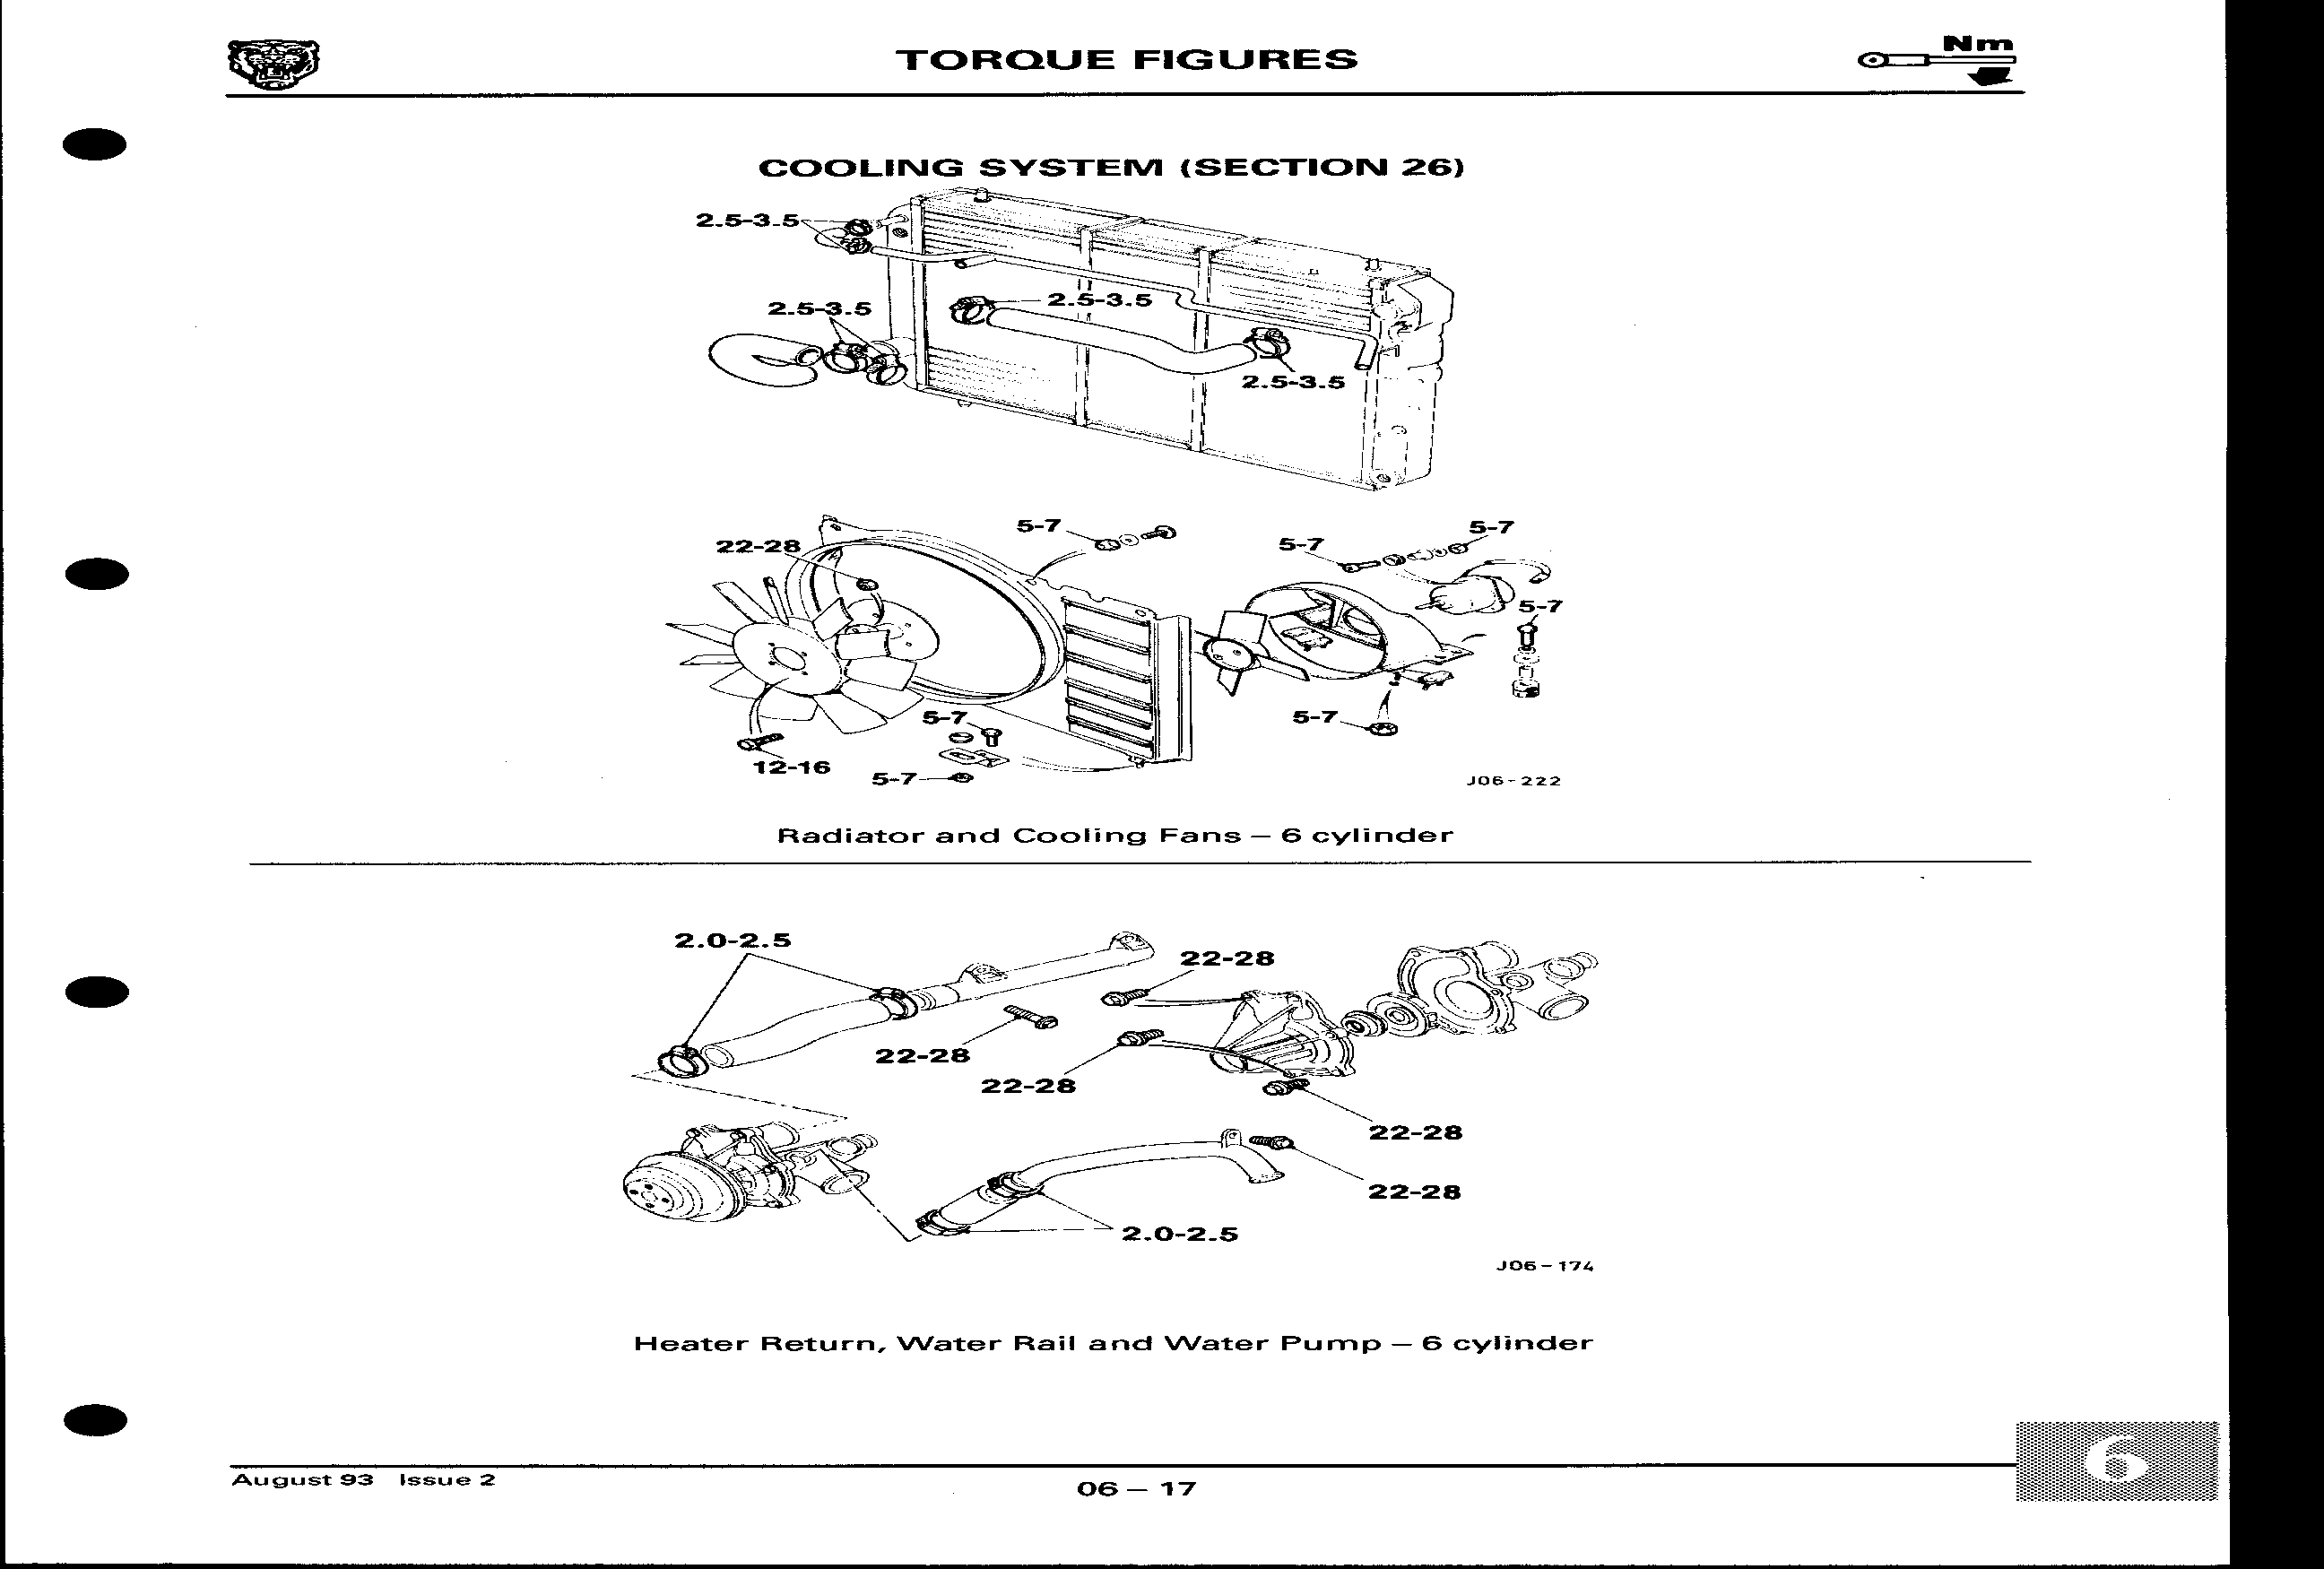 TORQUE FIGURES
Nm
COOLING SYSTEM (SECTION 26)
2.5-3.5
2.5-3.5
2.5-3.5
2.5-3.5
5-7
22-28
5-7
5-7
5-7
5-7
5-7
12-16
5-7
J06-222
Radiator and Cooling Fans – 6 cylinder
2.0-2.5
22-28
22-28
22-28
22-28
22-28
2.0-2.5
J06-174
Heater Return, Water Rail and Water Pump – 6 cylinder
August 93 Issue 2
06 – 17
6